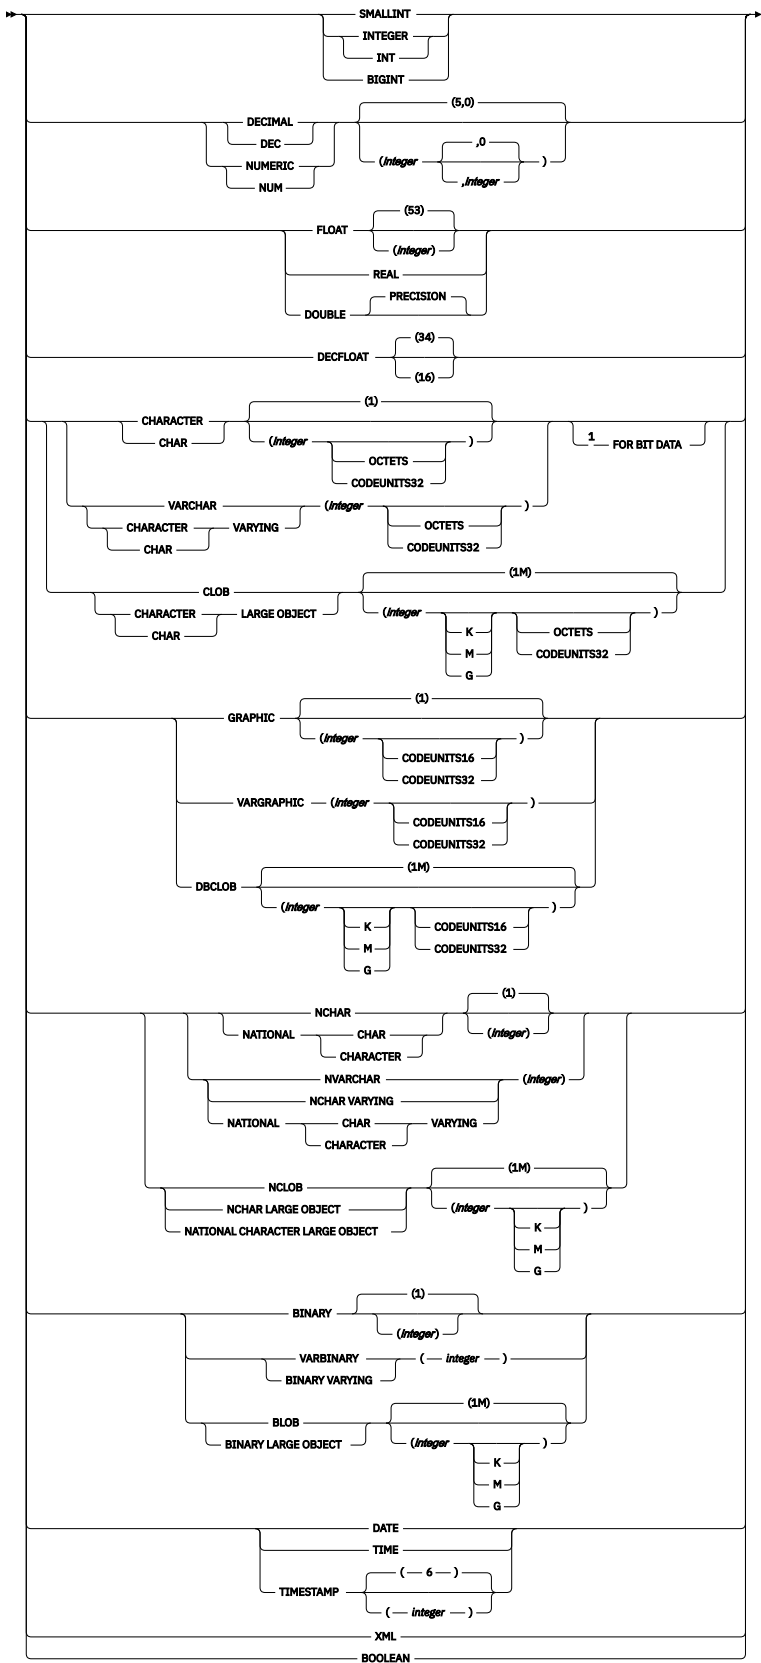 SMALLINT
INTEGER
INT
BIGINT
(5,0)
DECIMAL
DEC
,0
NUMERIC
(integer )
NUM
,integer
(53)
FLOAT
(integer)
REAL
PRECISION
DOUBLE
(34)
DECFLOAT
(16)
(1)
CHARACTER
CHAR
(integer )
1
FOR BIT DATA
OCTETS
CODEUNITS32
VARCHAR (integer )
CHARACTER VARYING
OCTETS
CHAR
CODEUNITS32
(1M)
CLOB
CHARACTER LARGE OBJECT
(integer )
CHAR
K OCTETS
M CODEUNITS32
G
(1)
GRAPHIC
(integer )
CODEUNITS16
CODEUNITS32
VARGRAPHIC (integer )
CODEUNITS16
CODEUNITS32
(1M)
DBCLOB
(integer )
K CODEUNITS16
M CODEUNITS32
G
(1)
NCHAR
NATIONAL CHAR
(integer)
CHARACTER
NVARCHAR (integer)
NCHAR VARYING
NATIONAL CHAR VARYING
CHARACTER
(1M)
NCLOB
NCHAR LARGE OBJECT
(integer )
NATIONAL CHARACTER LARGE OBJECT
K
M
G
(1)
BINARY
(integer)
VARBINARY ( integer )
BINARY VARYING
(1M)
BLOB
BINARY LARGE OBJECT
(integer )
K
M
G
DATE
TIME
( 6 )
TIMESTAMP
( integer )
XML
BOOLEAN